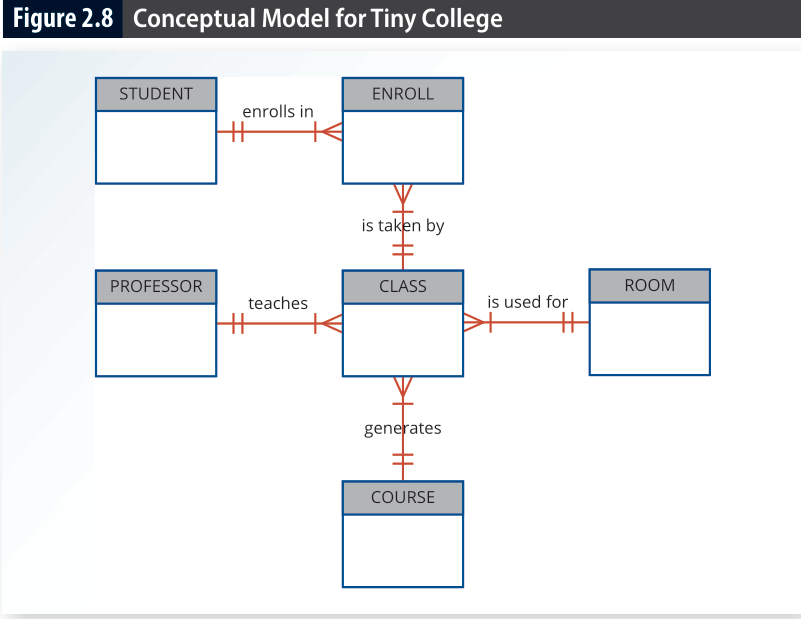 Figure 2.8 Conceptual Model for Tiny College
STUDENT
enrolls in
ENROLL
is taken by
PROFESSOR
teaches
CLASS
is used for
ROOM
generates
COURSE